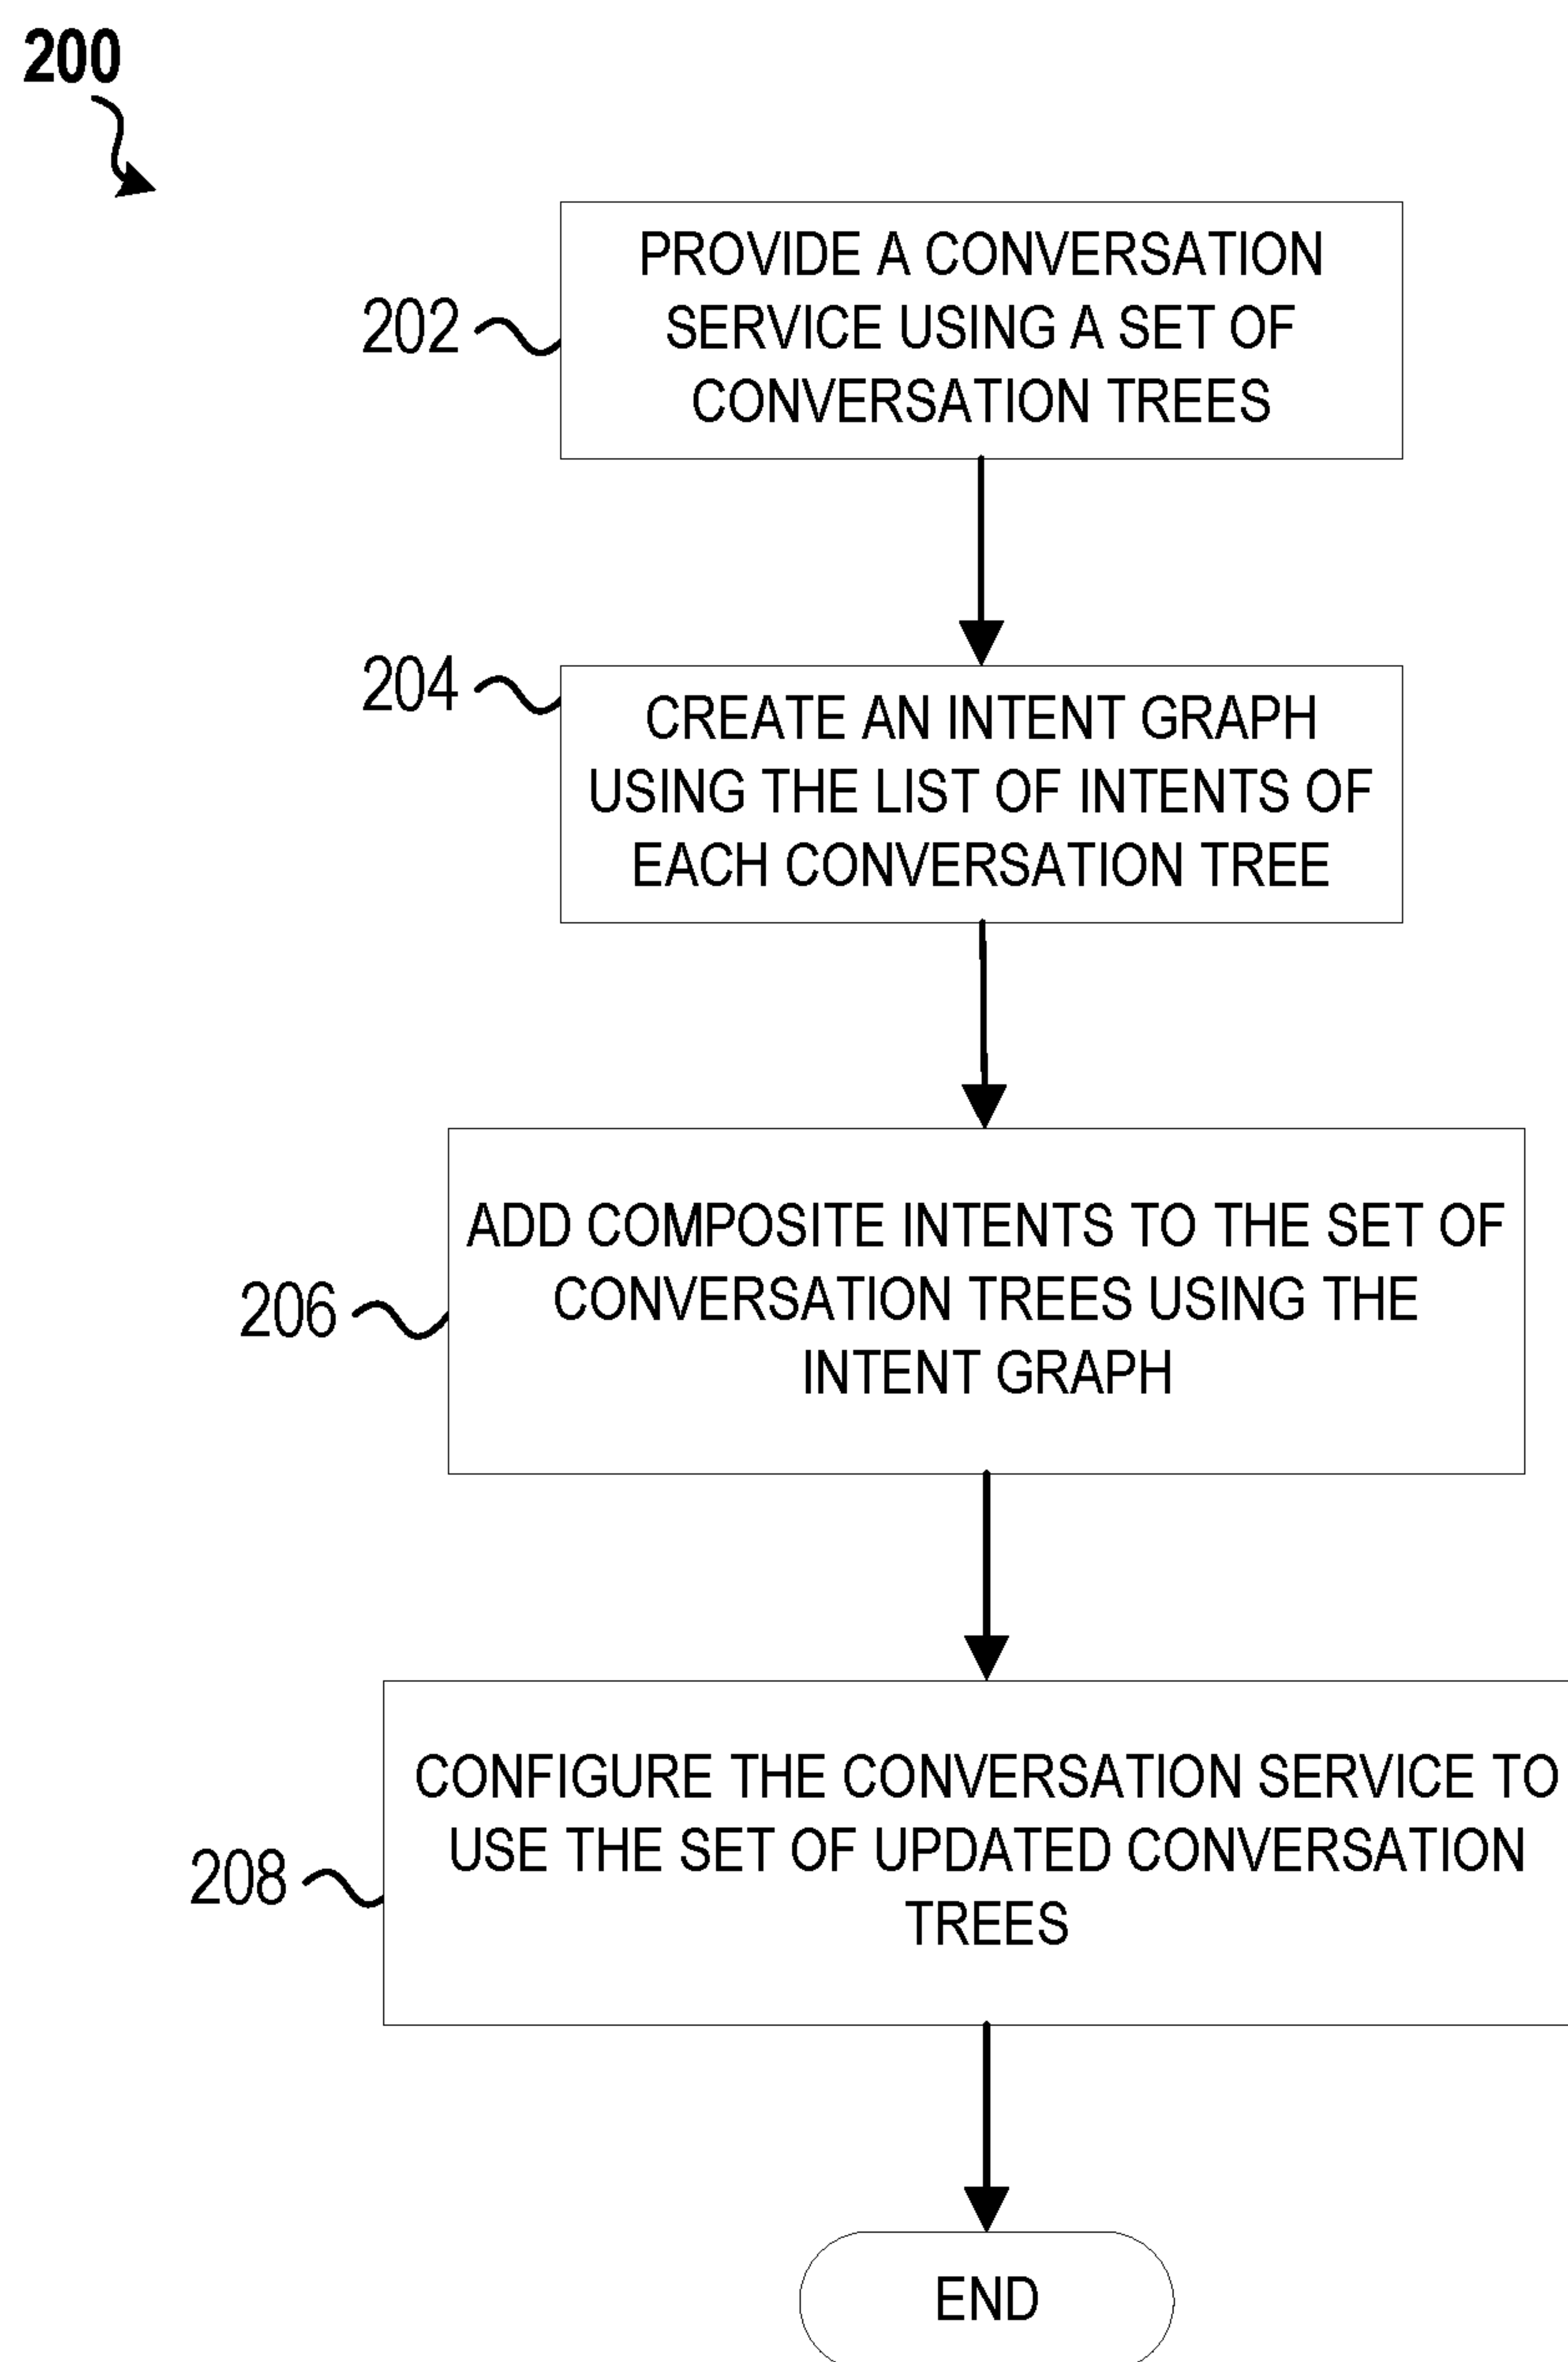 200
202
PROVIDE A CONVERSATION
SERVICE USING A SET OF
CONVERSATION TREES
204
CREATE AN INTENT GRAPH
USING THE LIST OF INTENTS OF
EACH CONVERSATION TREE
206
ADD COMPOSITE INTENTS TO THE SET OF
CONVERSATION TREES USING THE
INTENT GRAPH
208
CONFIGURE THE CONVERSATION SERVICE TO
USE THE SET OF UPDATED CONVERSATION
TREES
END